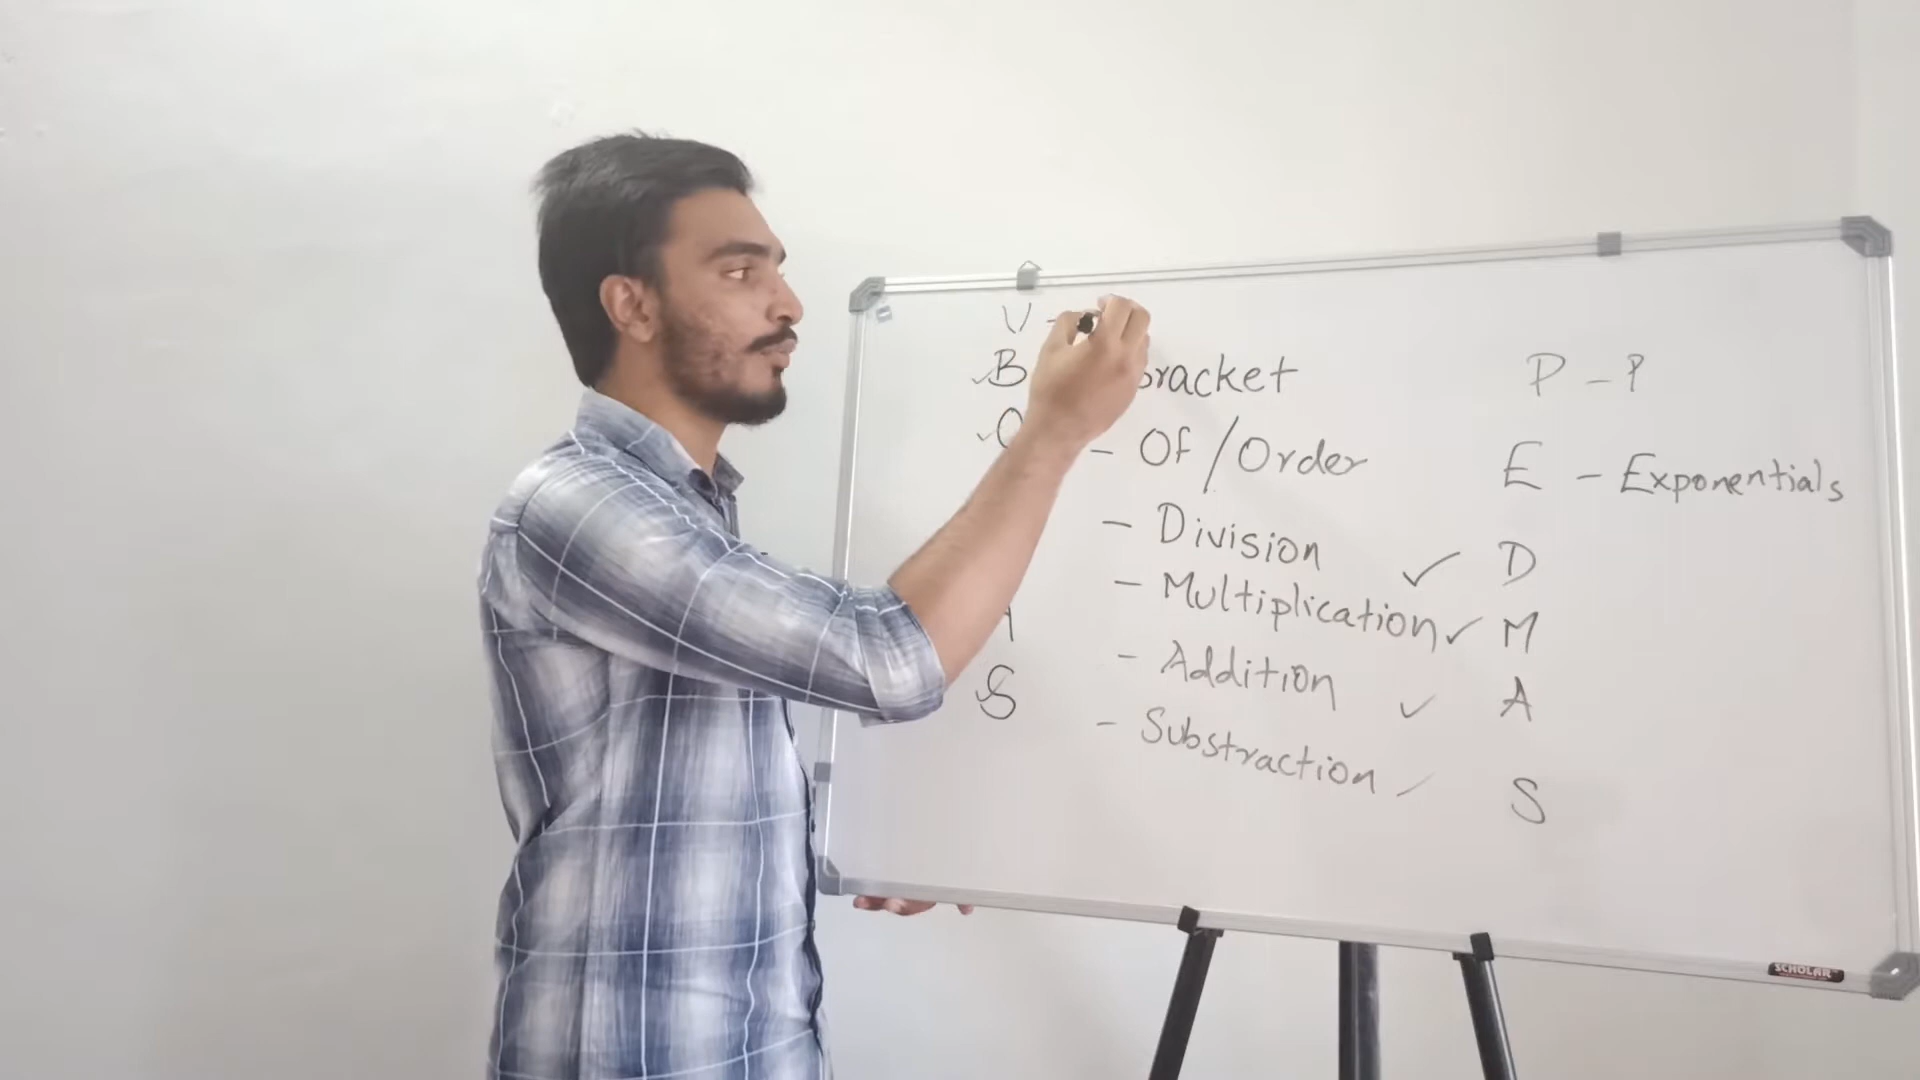 V -
B bracket P - P
O - Of / Order E - Exponentials
- Division ✓ D
- Multiplication ✓ M
- Addition ✓ A
S - Substraction S
SCHOLAR